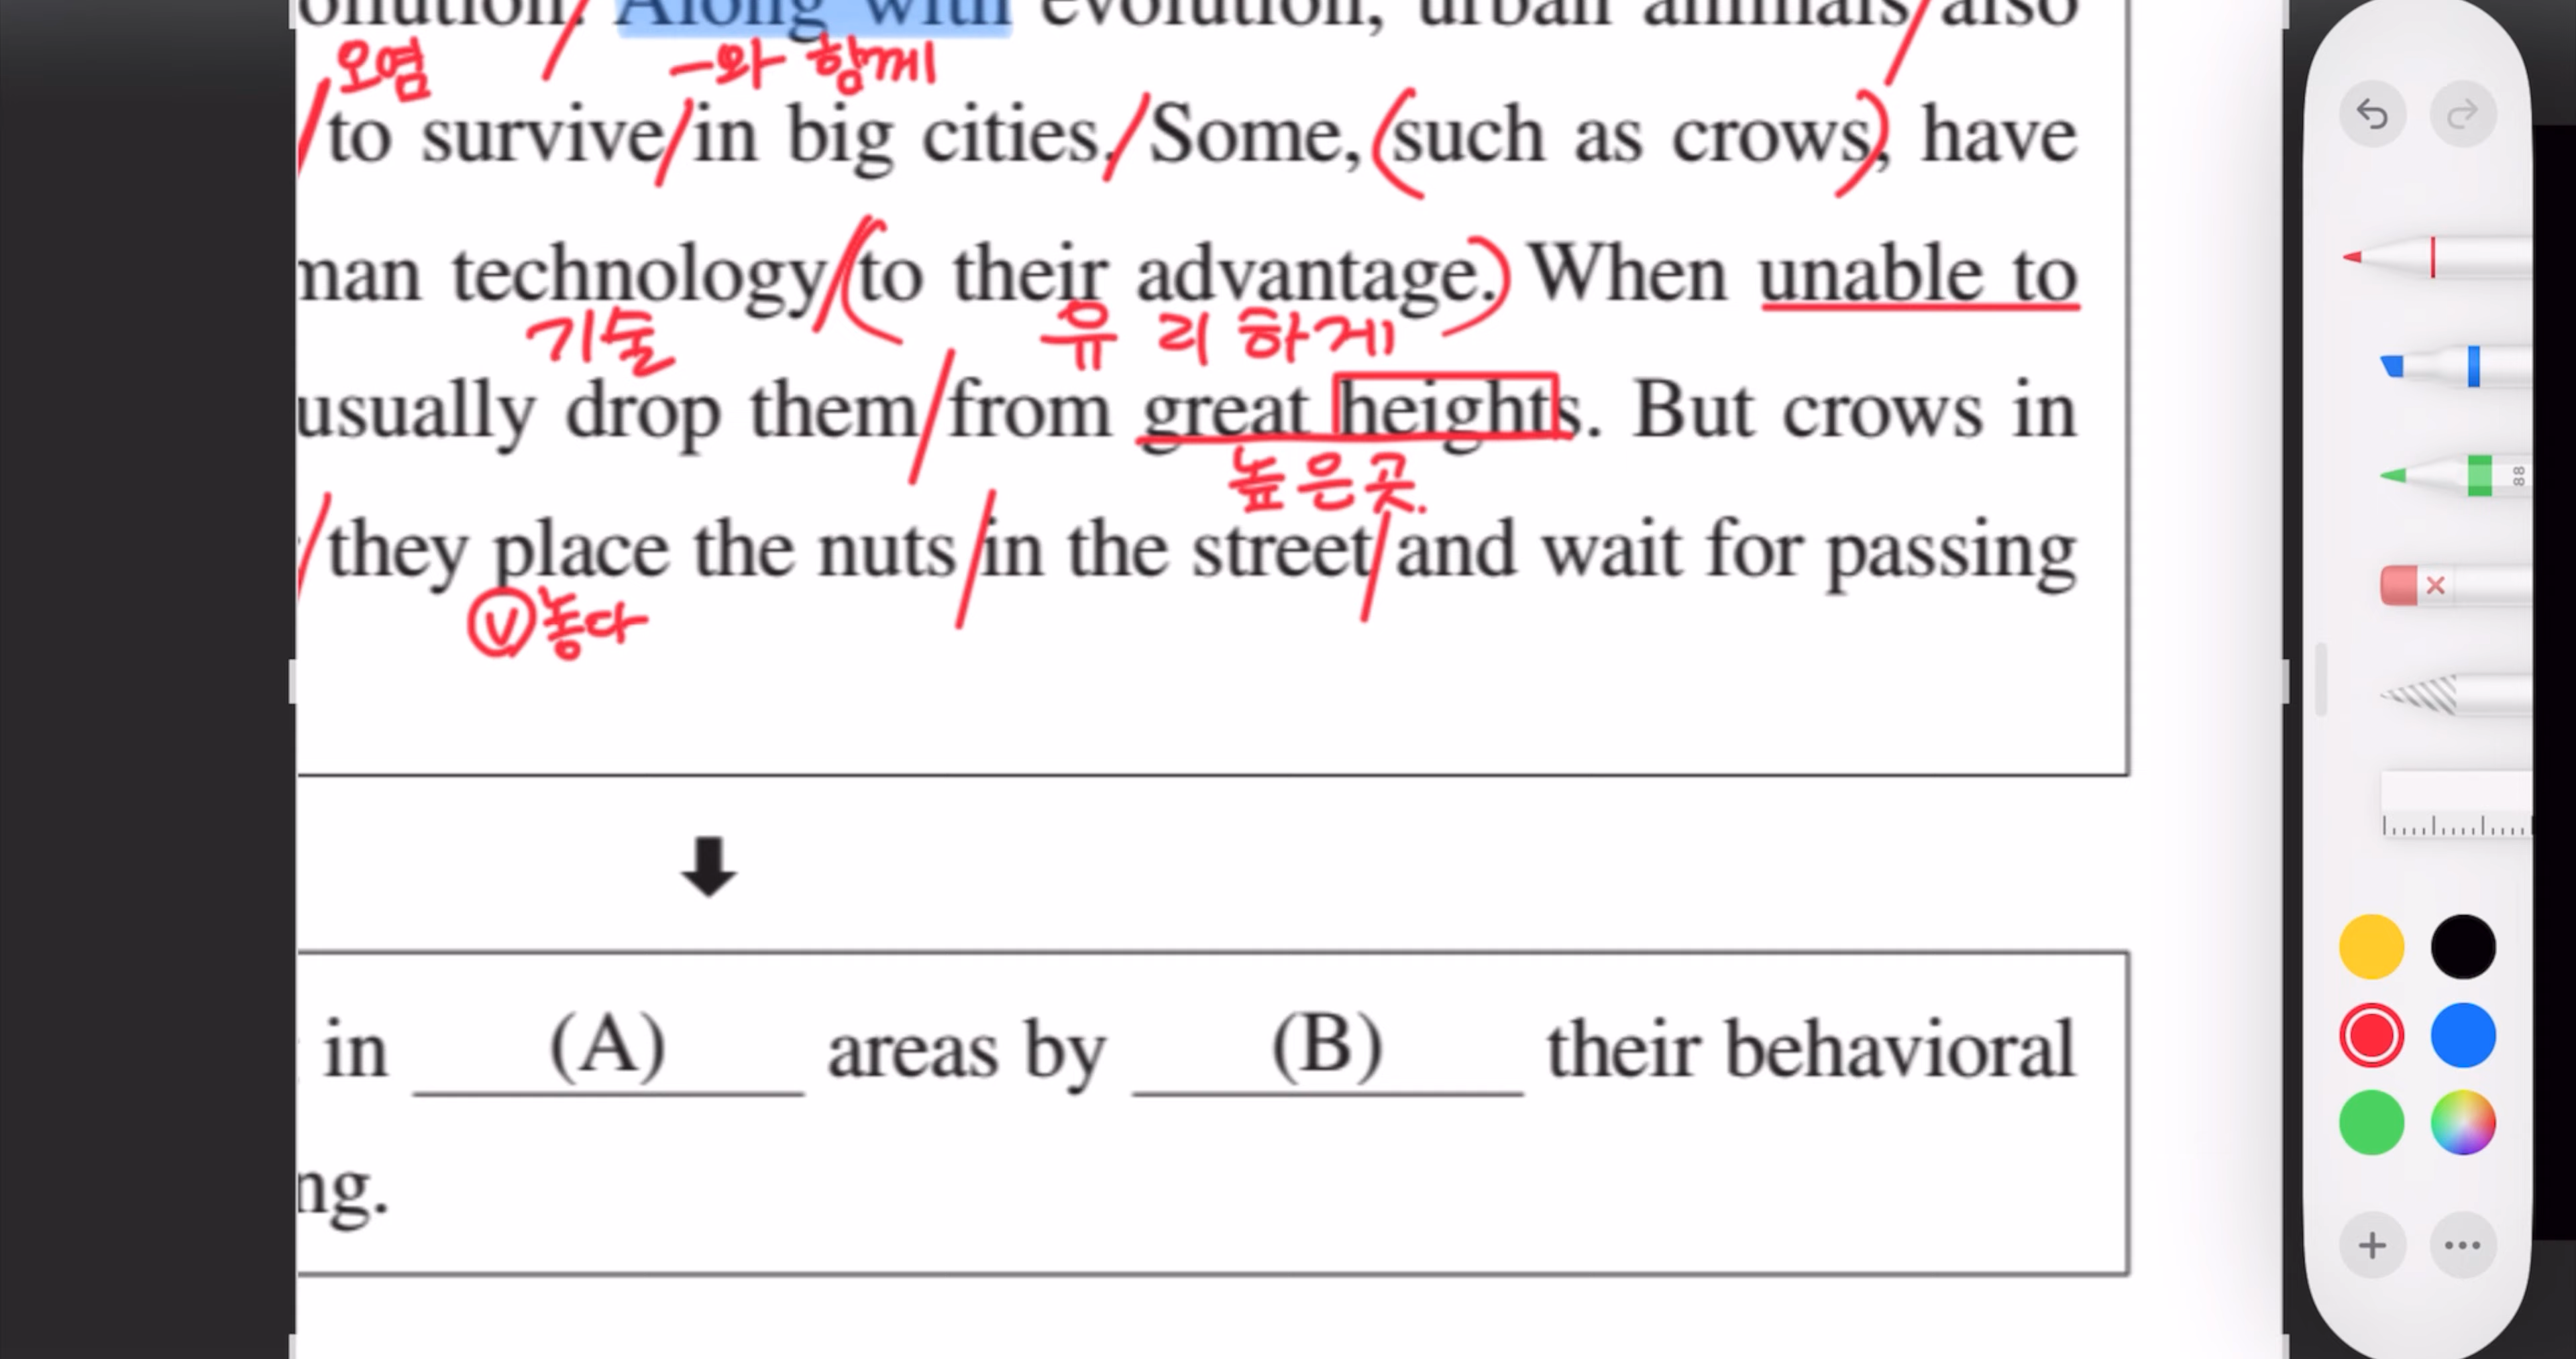 Along with evolution, urban animals also
오염 ~와 함께
to survive in big cities. Some, (such as crows), have
man technology (to their advantage.) When unable to
기술 유리하게
usually drop them from great heights. But crows in
높은곳.
they place the nuts in the street and wait for passing
V 놓다
in (A) areas by (B) their behavioral
ng.
88